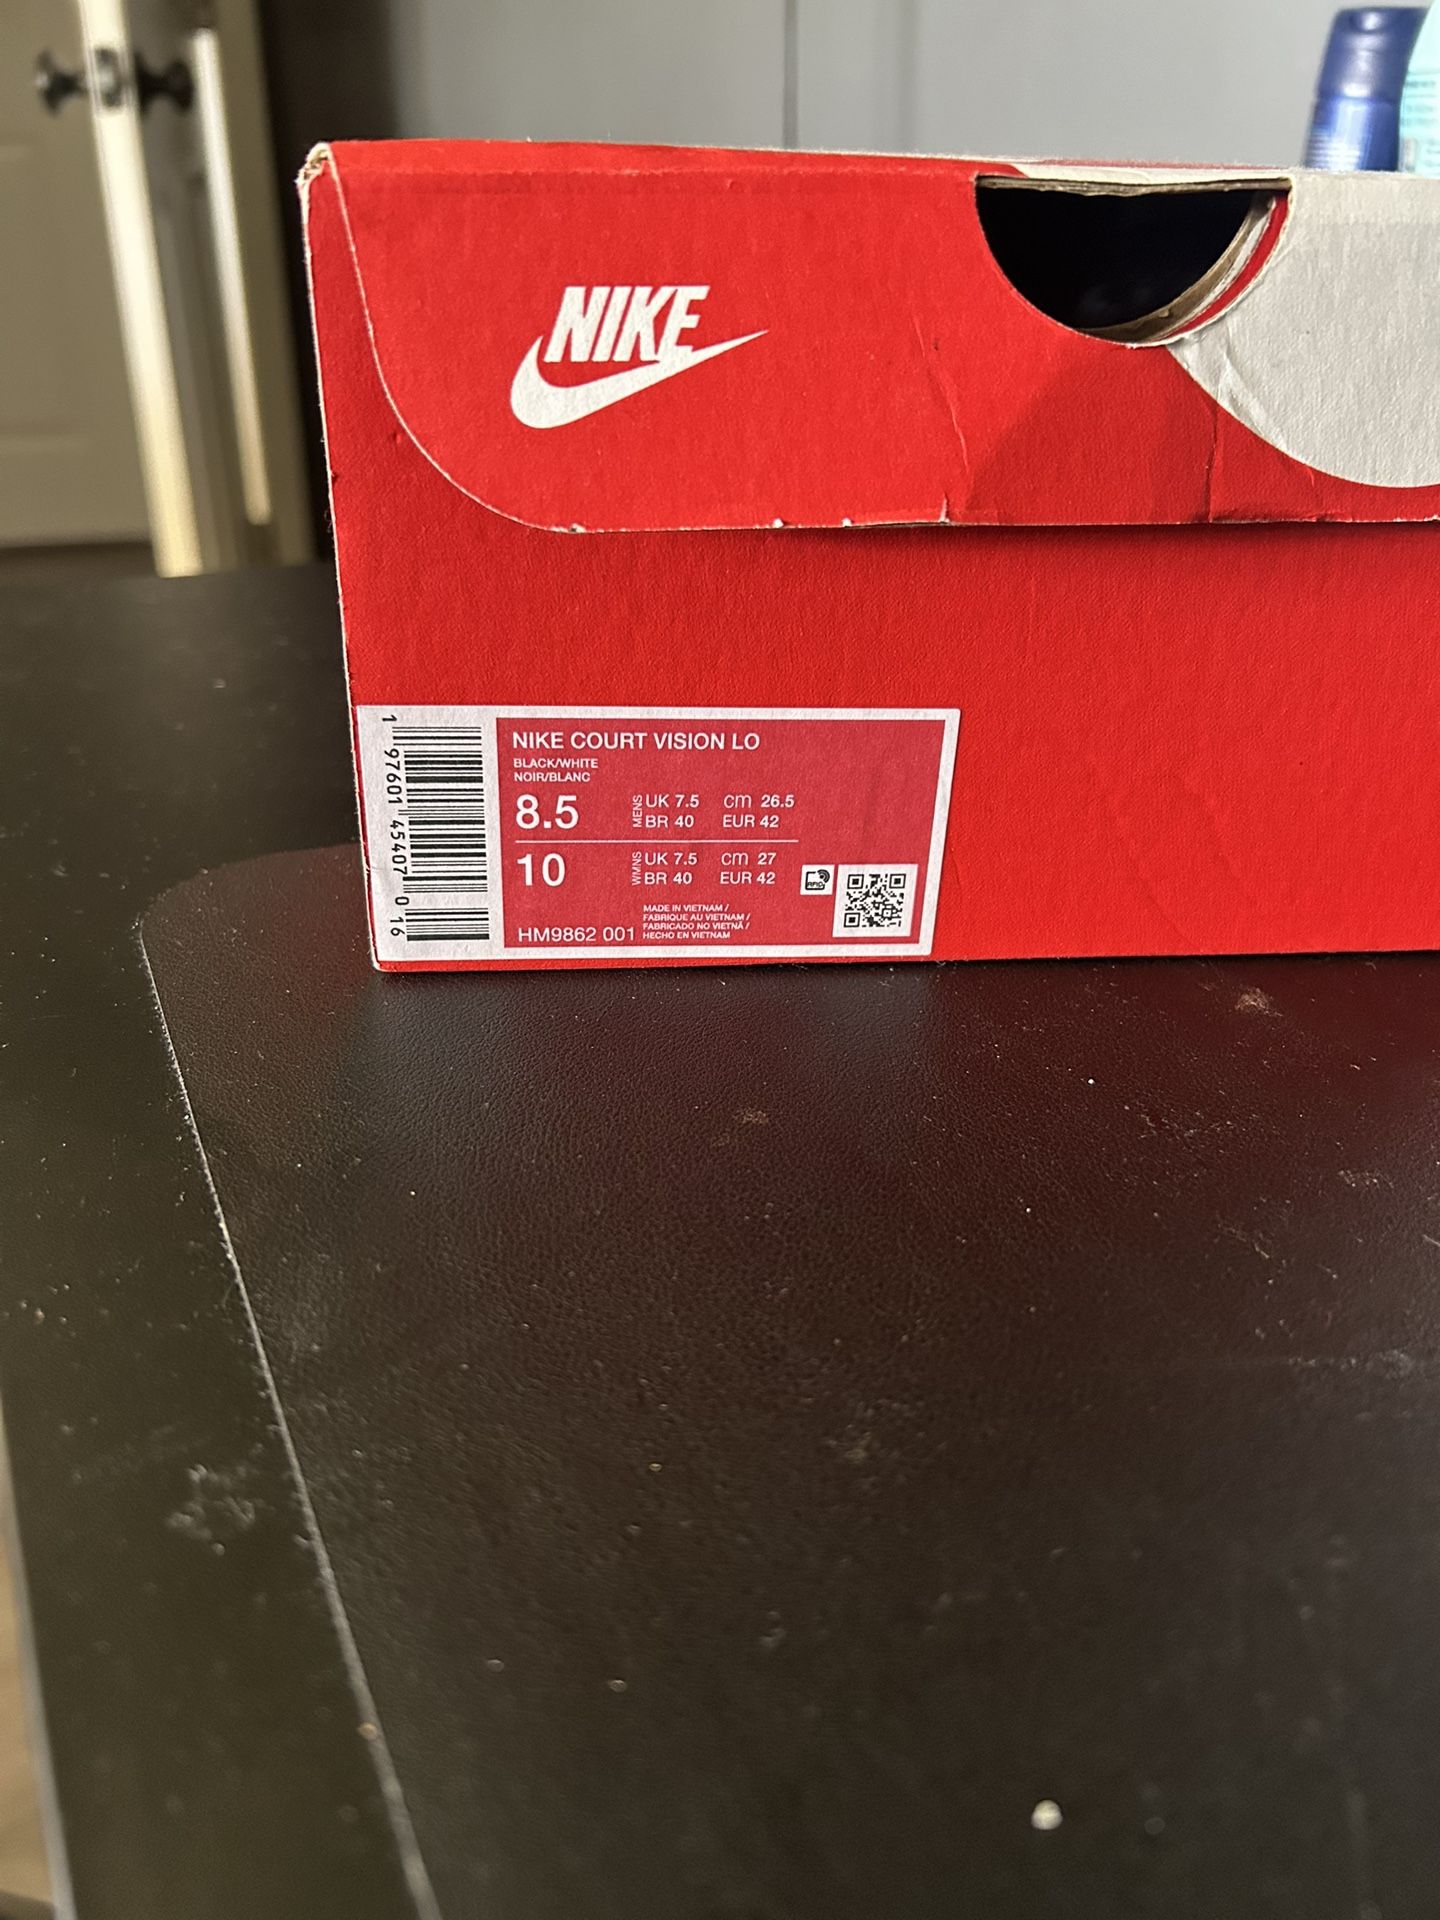 NIKE
NIKE COURT VISION LO
BLACK/WHITE
NOIR/BLANC
8.5 MENS UK 7.5 cm 26.5
BR 40 EUR 42
10 WMNS UK 7.5 cm 27
BR 40 EUR 42
RFID
MADE IN VIETNAM /
FABRIQUE AU VIETNAM /
FABRICADO NO VIETNÃ /
HECHO EN VIETNAM
HM9862 001
1 97601 45407 0 16